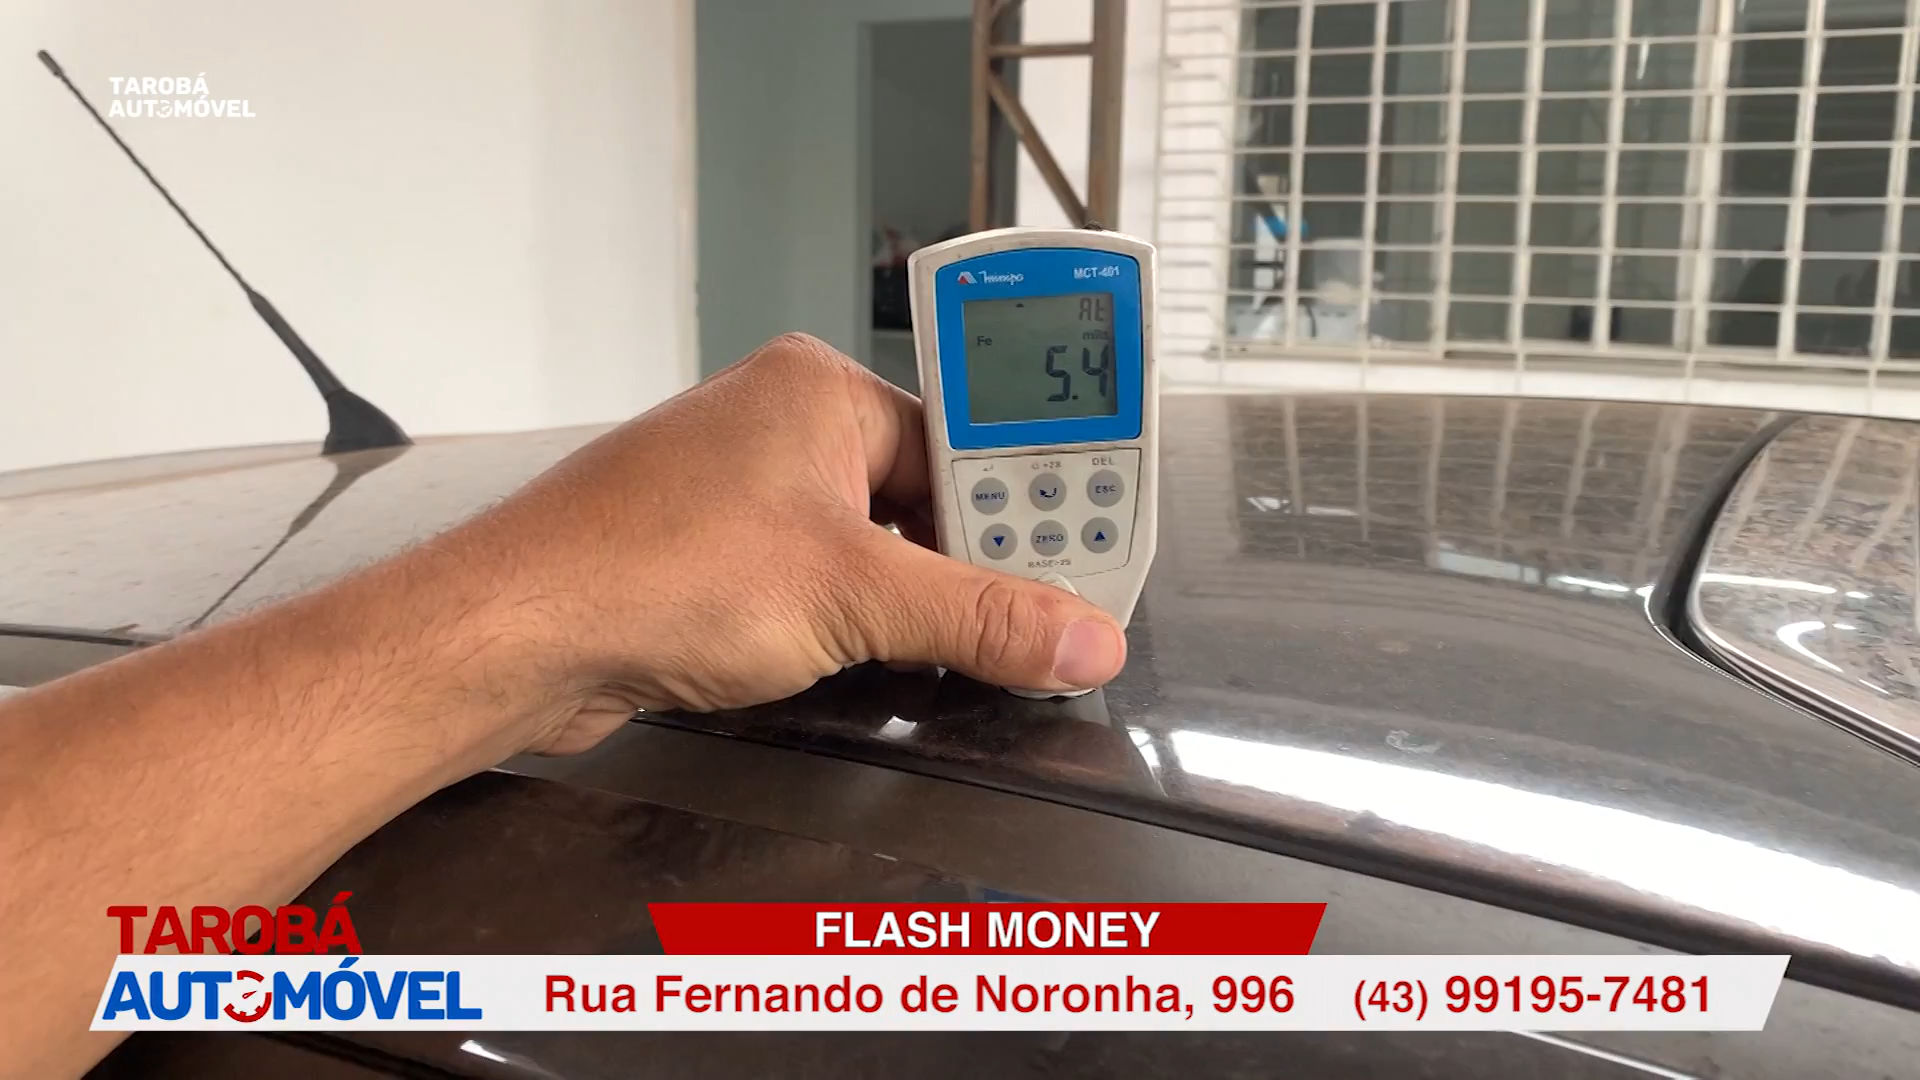 TAROBÁ
AUTOMÓVEL
Minipa MCT-401
At
Fe mils
5.4
DEL
MENU ESC
ZERO
TAROBÁ
AUTOMÓVEL
FLASH MONEY
Rua Fernando de Noronha, 996 (43) 99195-7481